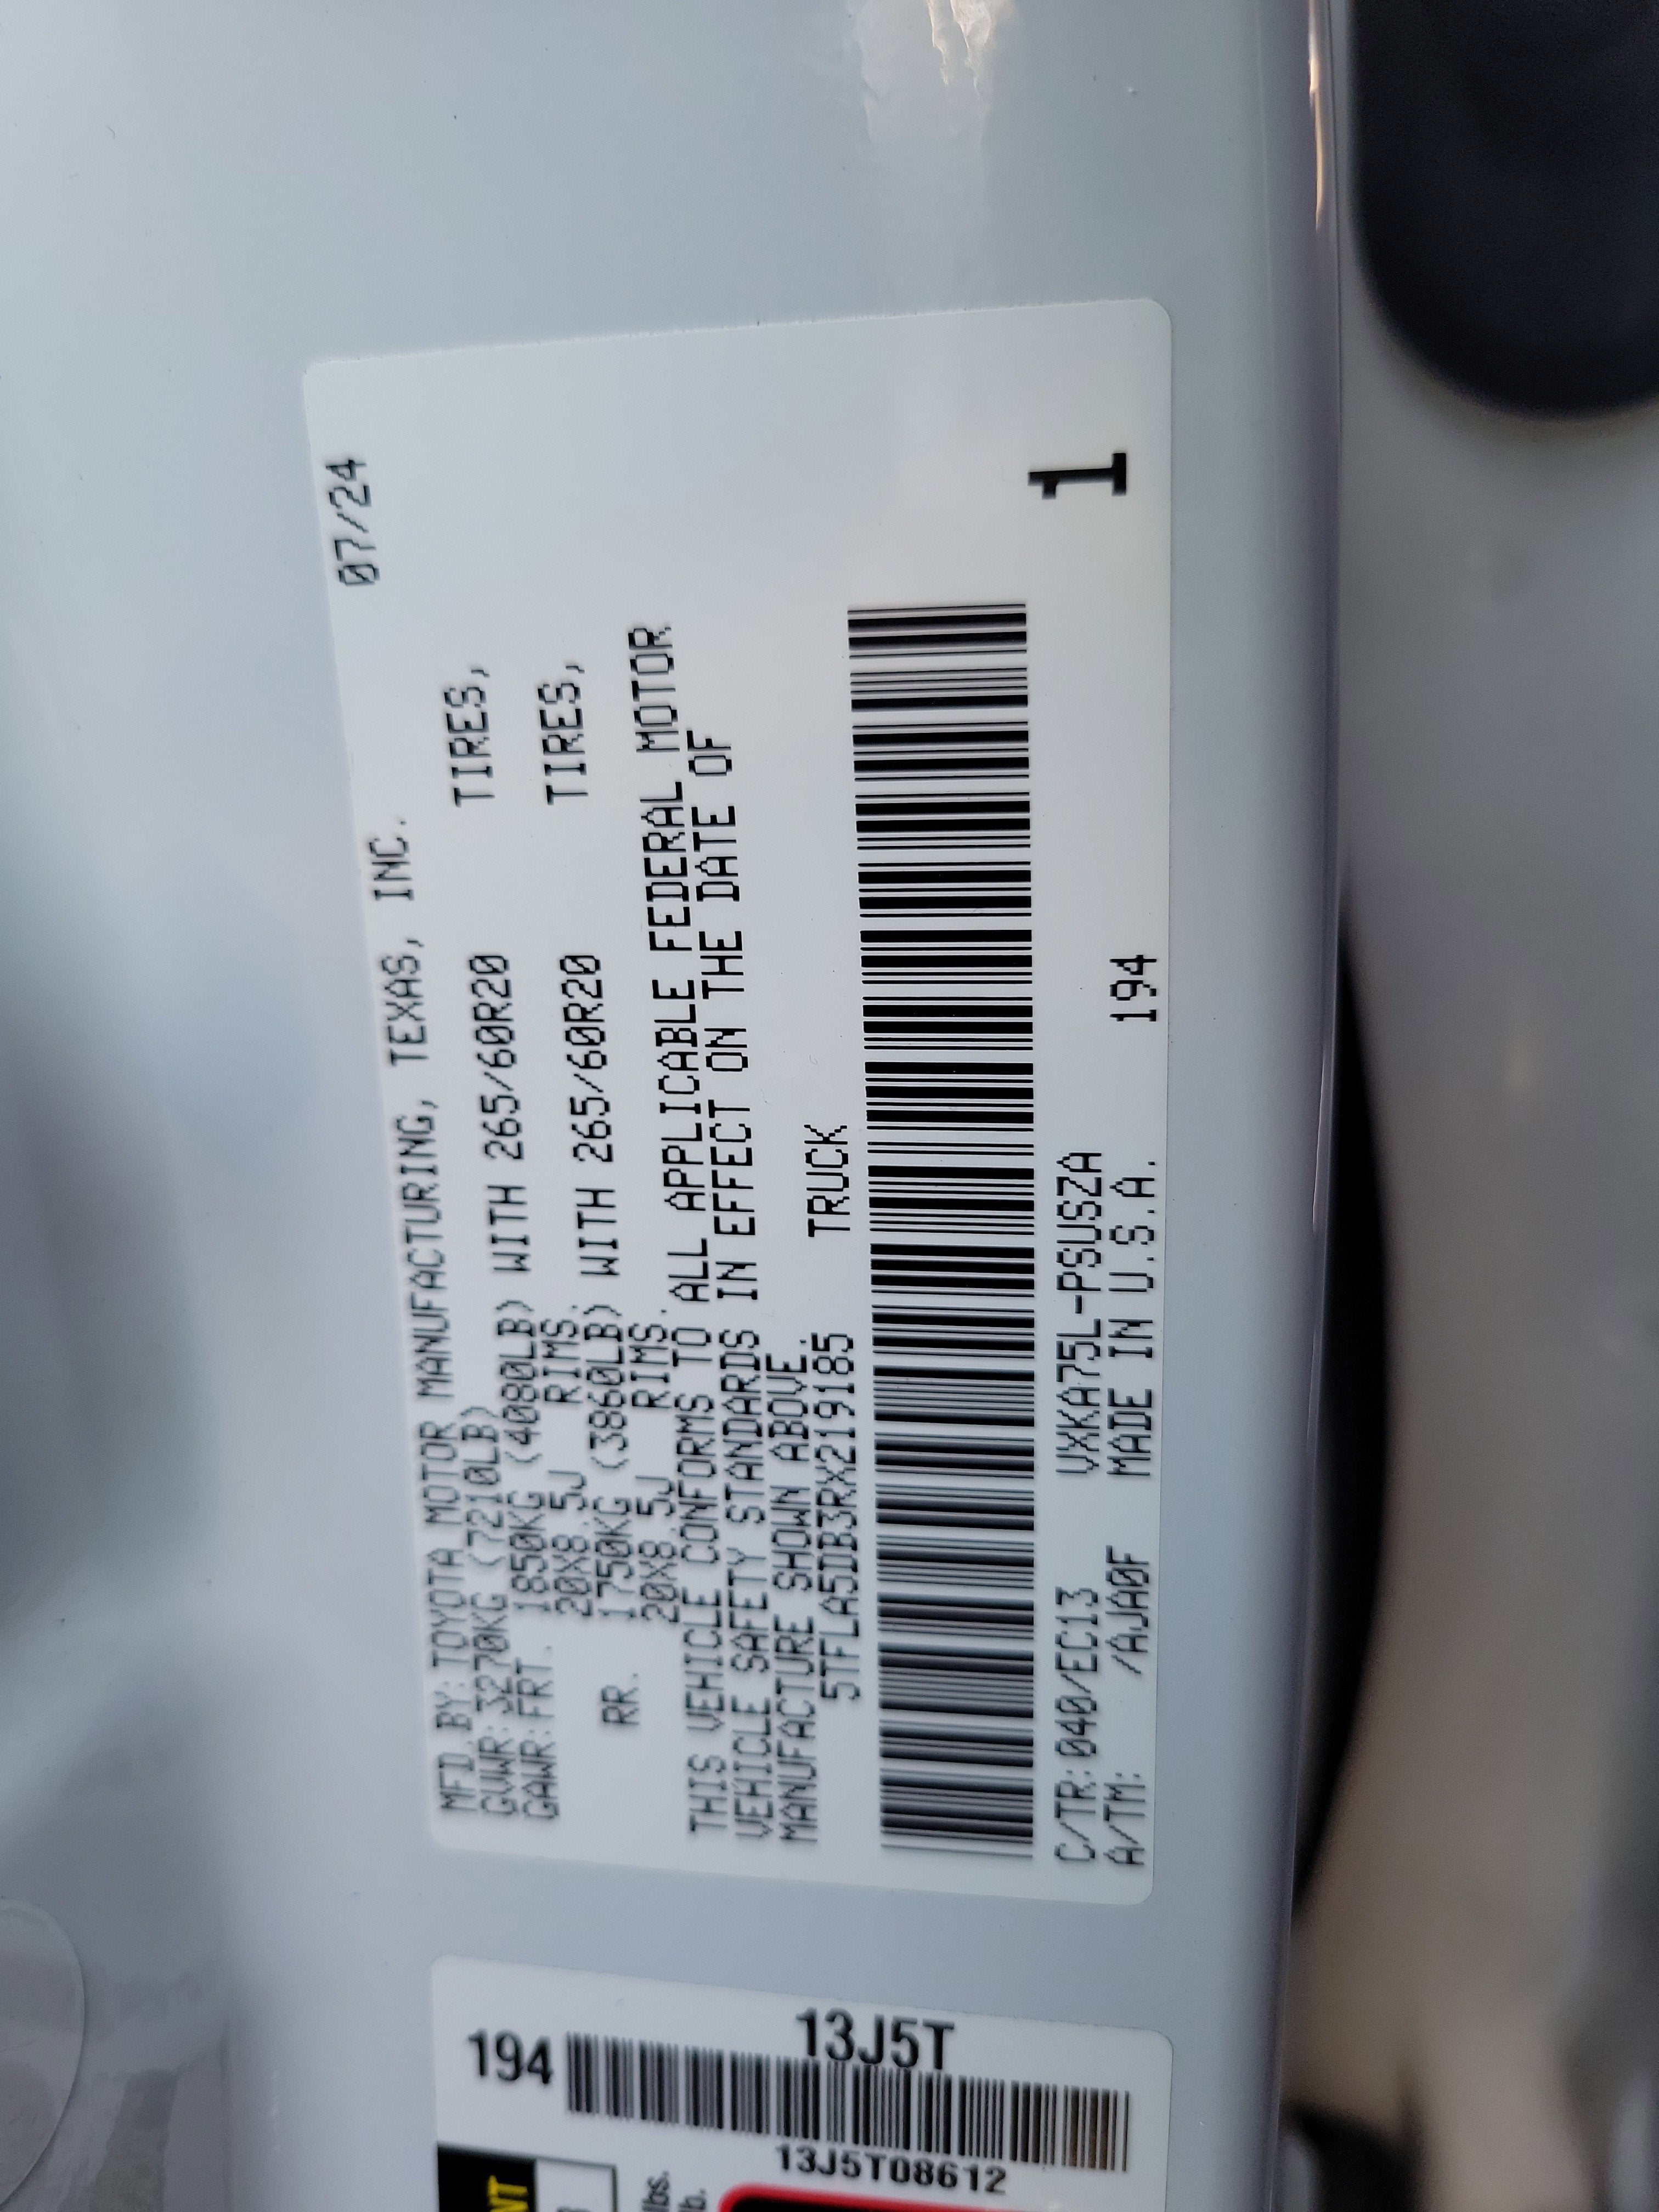 07/24
MFD.BY: TOYOTA MOTOR MANUFACTURING, TEXAS, INC.
GVWR: 3270KG (7210LB)
GAWR: FRT. 1850KG (4080LB) WITH 265/60R20 TIRES,
20X8.5J RIMS.
RR. 1750KG (3860LB) WITH 265/60R20 TIRES,
20X8.5J RIMS.
THIS VEHICLE CONFORMS TO ALL APPLICABLE FEDERAL MOTOR
VEHICLE SAFETY STANDARDS IN EFFECT ON THE DATE OF
MANUFACTURE SHOWN ABOVE.
5TFLA5DB3RX219185 TRUCK
C/TR: 040/EC13 VXKA75L-PSUSZA
A/TM: /AJA0F MADE IN U.S.A. 194
1
194
13J5T
13J5T08612
NT
lbs.